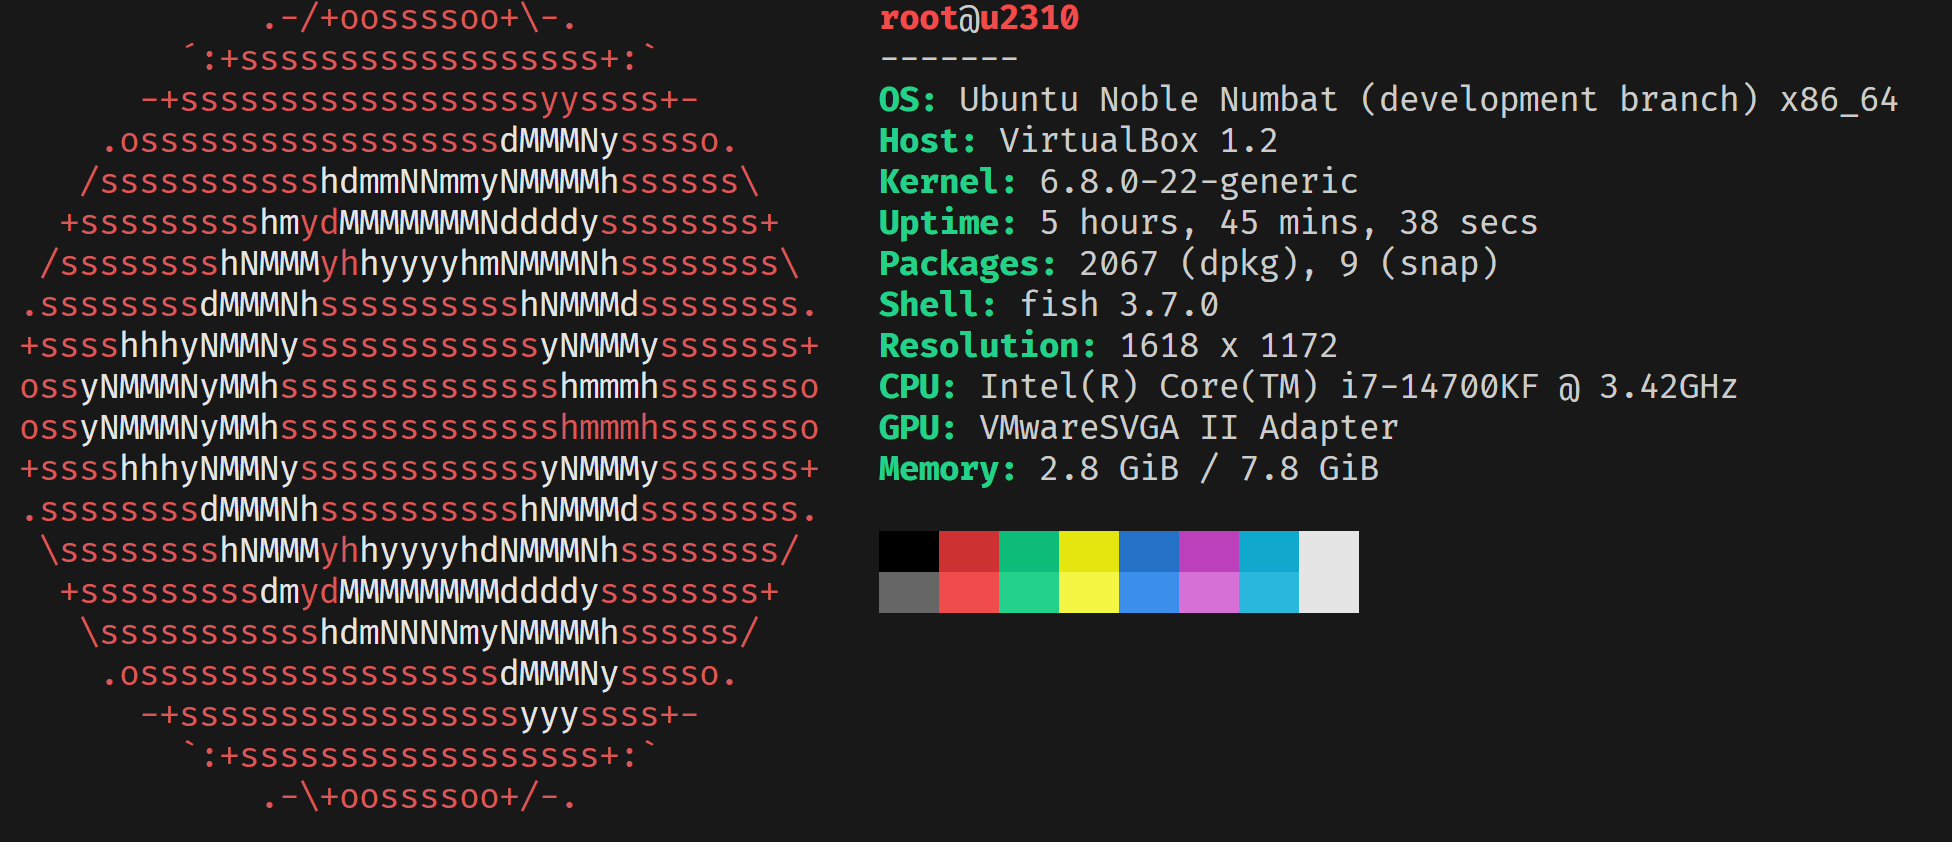 .-/+oossssoo+\-.
`:+ssssssssssssssssss+:`
-+ssssssssssssssssssyyssss+-
.ossssssssssssssssssdMMMNysssso.
/ssssssssssshdmmNNmmyNMMMMhssssss\
+ssssssssshmydMMMMMMMNddddyssssssss+
/sssssssshNMMMyhhyyyyhmNMMMNhssssssss\
.ssssssssdMMMNhsssssssssshNMMMdssssssss.
+sssshhhyNMMNyssssssssssssyNMMMysssssss+
ossyNMMMNyMMhsssssssssssssshmmmhssssssso
ossyNMMMNyMMhsssssssssssssshmmmhssssssso
+sssshhhyNMMNyssssssssssssyNMMMysssssss+
.ssssssssdMMMNhsssssssssshNMMMdssssssss.
\sssssssshNMMMyhhyyyyhdNMMMNhssssssss/
+sssssssssdmydMMMMMMMMddddyssssssss+
\ssssssssssshdmNNNNmyNMMMMhssssss/
.ossssssssssssssssssdMMMNysssso.
-+sssssssssssssssssyyyssss+-
`:+ssssssssssssssssss+:`
.-\+oossssoo+/-.
root@u2310
-------
OS: Ubuntu Noble Numbat (development branch) x86_64
Host: VirtualBox 1.2
Kernel: 6.8.0-22-generic
Uptime: 5 hours, 45 mins, 38 secs
Packages: 2067 (dpkg), 9 (snap)
Shell: fish 3.7.0
Resolution: 1618 x 1172
CPU: Intel(R) Core(TM) i7-14700KF @ 3.42GHz
GPU: VMwareSVGA II Adapter
Memory: 2.8 GiB / 7.8 GiB